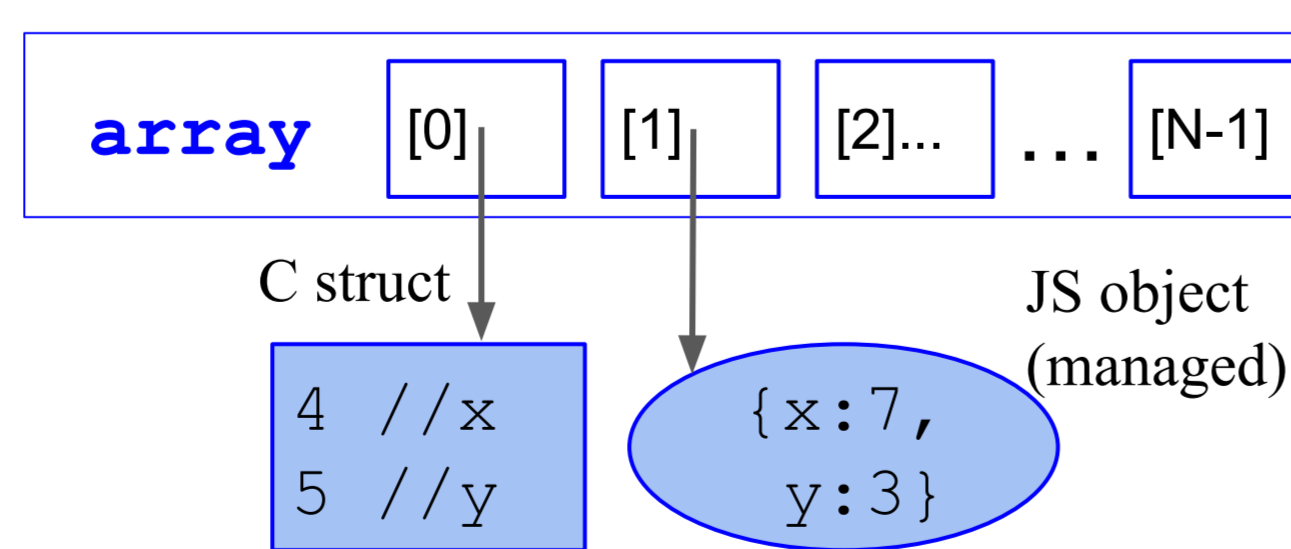 array [0] [1] [2]... ... [N-1]
C struct
JS object
(managed)
4 //x
5 //y
{x:7,
y:3}